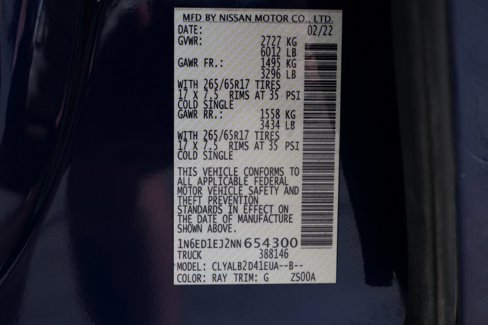 MFD BY NISSAN MOTOR CO., LTD.
DATE: 02/22
GVWR: 2727 KG
6012 LB
GAWR FR.: 1495 KG
3296 LB
WITH 265/65R17 TIRES
17 X 7.5 RIMS AT 35 PSI
COLD SINGLE
GAWR RR.: 1558 KG
3434 LB
WITH 265/65R17 TIRES
17 X 7.5 RIMS AT 35 PSI
COLD SINGLE
THIS VEHICLE CONFORMS TO
ALL APPLICABLE FEDERAL
MOTOR VEHICLE SAFETY AND
THEFT PREVENTION
STANDARDS IN EFFECT ON
THE DATE OF MANUFACTURE
SHOWN ABOVE.
1N6ED1EJ2NN654300
TRUCK 388146
MODEL: CLYALB2D41EUA--B--
COLOR: RAY TRIM: G ZS00A